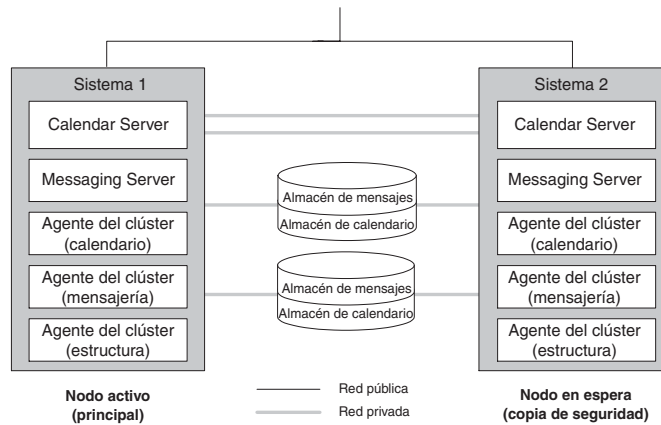 Sistema 1
Calendar Server
Messaging Server
Agente del clúster
(calendario)
Agente del clúster
(mensajería)
Agente del clúster
(estructura)
Nodo activo
(principal)
Almacén de mensajes
Almacén de calendario
Almacén de mensajes
Almacén de calendario
Red pública
Red privada
Sistema 2
Calendar Server
Messaging Server
Agente del clúster
(calendario)
Agente del clúster
(mensajería)
Agente del clúster
(estructura)
Nodo en espera
(copia de seguridad)